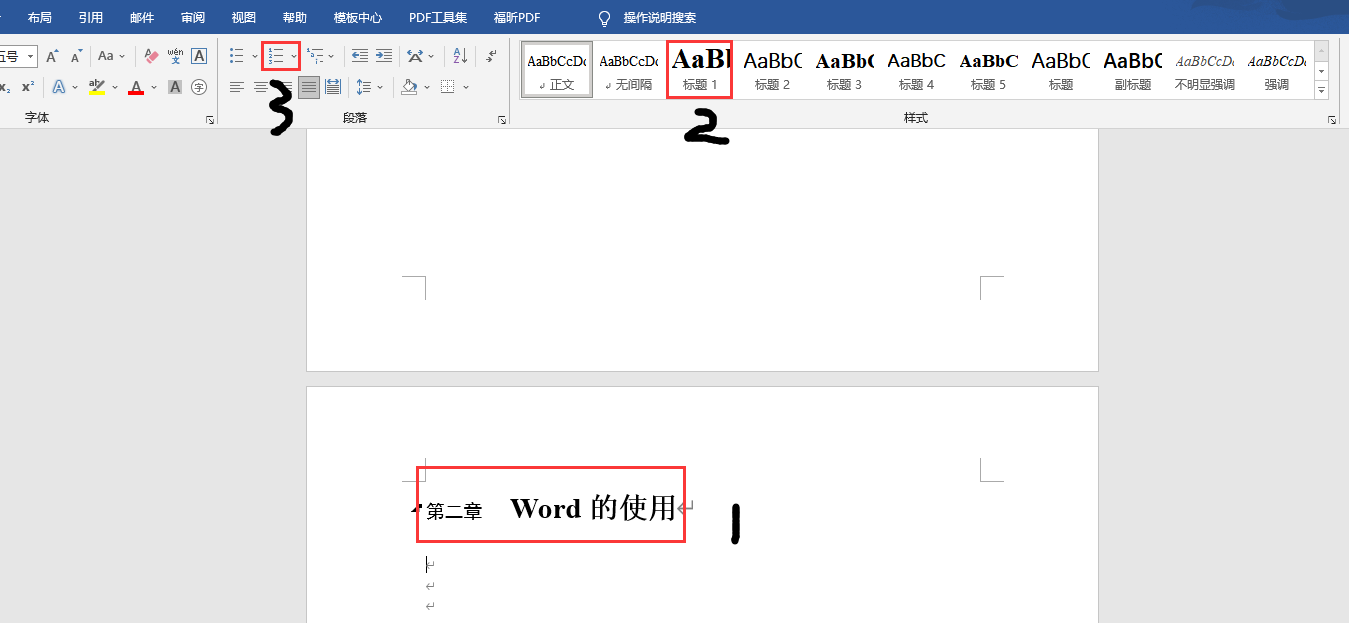 布局 引用 邮件 审阅 视图 帮助 模板中心 PDF工具集 福昕PDF 操作说明搜索
五号 A A Aa wén 文 A AaBbCcDc AaBbCcDc AaBl AaBbC AaBbC AaBbC AaBbC AaBbC AaBbC AaBbCcDc AaBbCcDc
正文 无间隔 标题 1 标题 2 标题 3 标题 4 标题 5 标题 副标题 不明显强调 强调
x₂ x² A aby A A 字
字体 段落 样式
3
2
第二章 Word 的使用
1